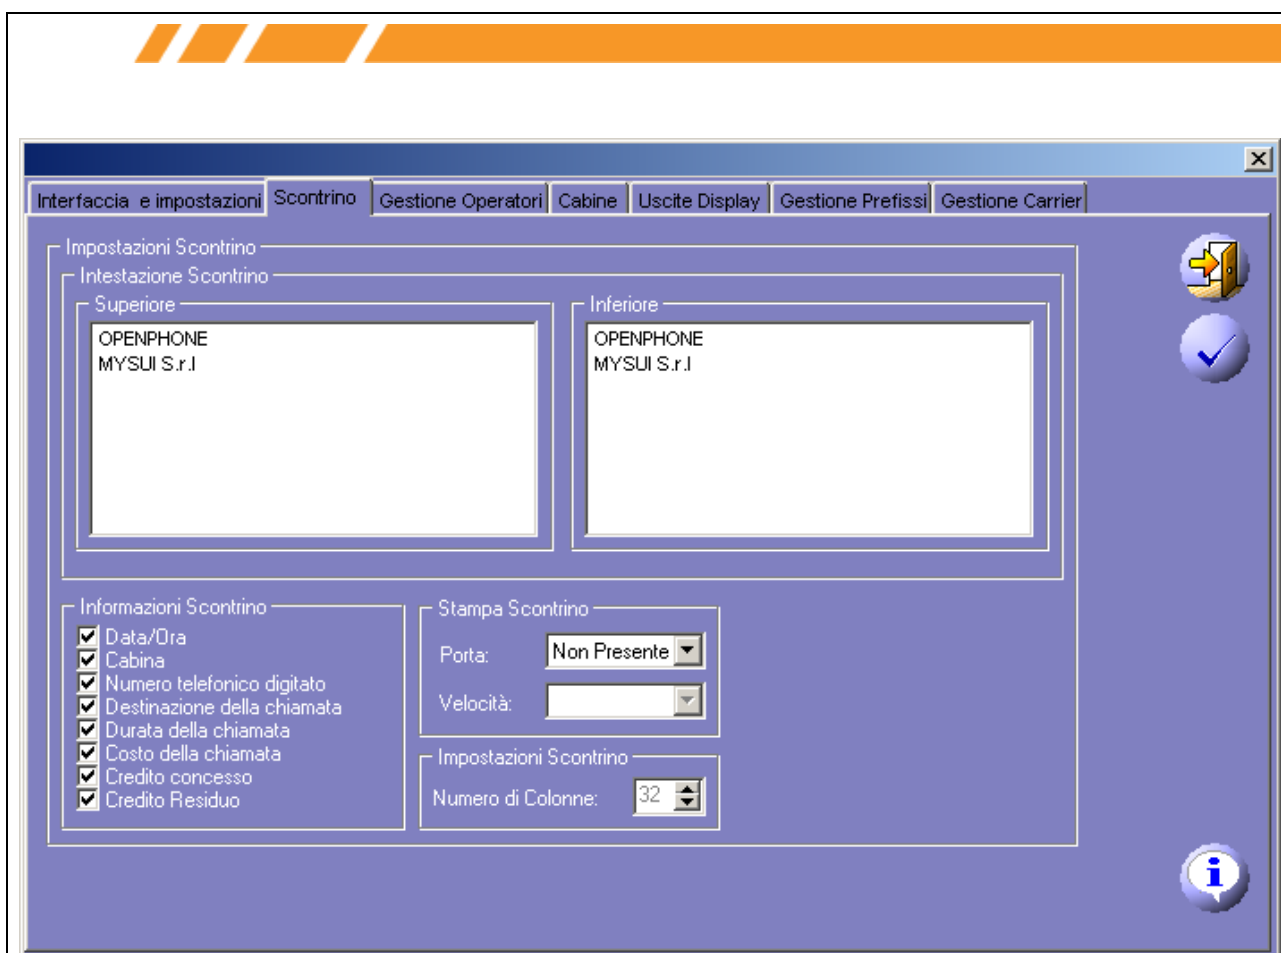 Interfaccia e impostazioni Scontrino Gestione Operatori Cabine Uscite Display Gestione Prefissi Gestione Carrier
Impostazioni Scontrino
Intestazione Scontrino
Superiore
OPENPHONE
MYSUI S.r.l
Inferiore
OPENPHONE
MYSUI S.r.l
Informazioni Scontrino
Data/Ora
Cabina
Numero telefonico digitato
Destinazione della chiamata
Durata della chiamata
Costo della chiamata
Credito concesso
Credito Residuo
Stampa Scontrino
Porta: Non Presente
Velocità:
Impostazioni Scontrino
Numero di Colonne: 32